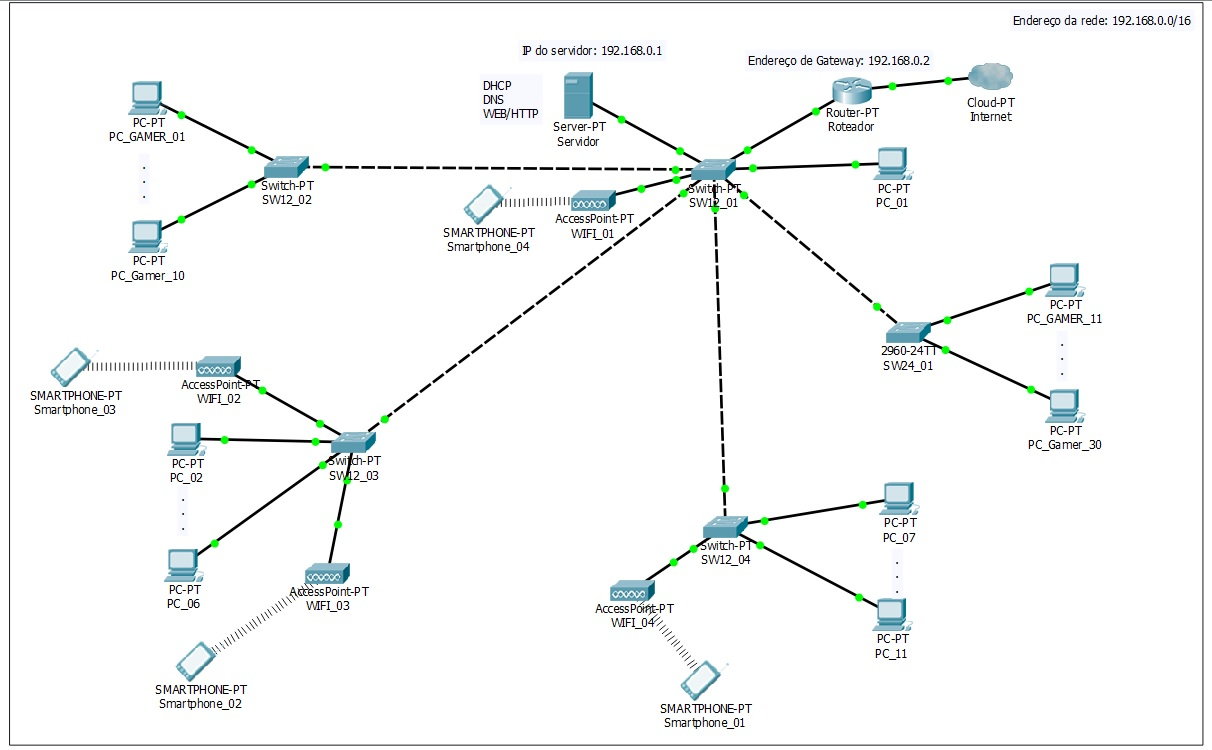 Endereço da rede: 192.168.0.0/16
IP do servidor: 192.168.0.1
Endereço de Gateway: 192.168.0.2
DHCP
DNS
WEB/HTTP
Server-PT
Servidor
Router-PT
Roteador
Cloud-PT
Internet
PC-PT
PC_GAMER_01
PC-PT
PC_Gamer_10
Switch-PT
SW12_02
SMARTPHONE-PT
Smartphone_04
AccessPoint-PT
WIFI_01
Switch-PT
SW12_01
PC-PT
PC_01
PC-PT
PC_GAMER_11
2960-24TT
SW24_01
PC-PT
PC_Gamer_30
SMARTPHONE-PT
Smartphone_03
AccessPoint-PT
WIFI_02
PC-PT
PC_02
Switch-PT
SW12_03
PC-PT
PC_06
AccessPoint-PT
WIFI_03
SMARTPHONE-PT
Smartphone_02
Switch-PT
SW12_04
PC-PT
PC_07
AccessPoint-PT
WIFI_04
PC-PT
PC_11
SMARTPHONE-PT
Smartphone_01